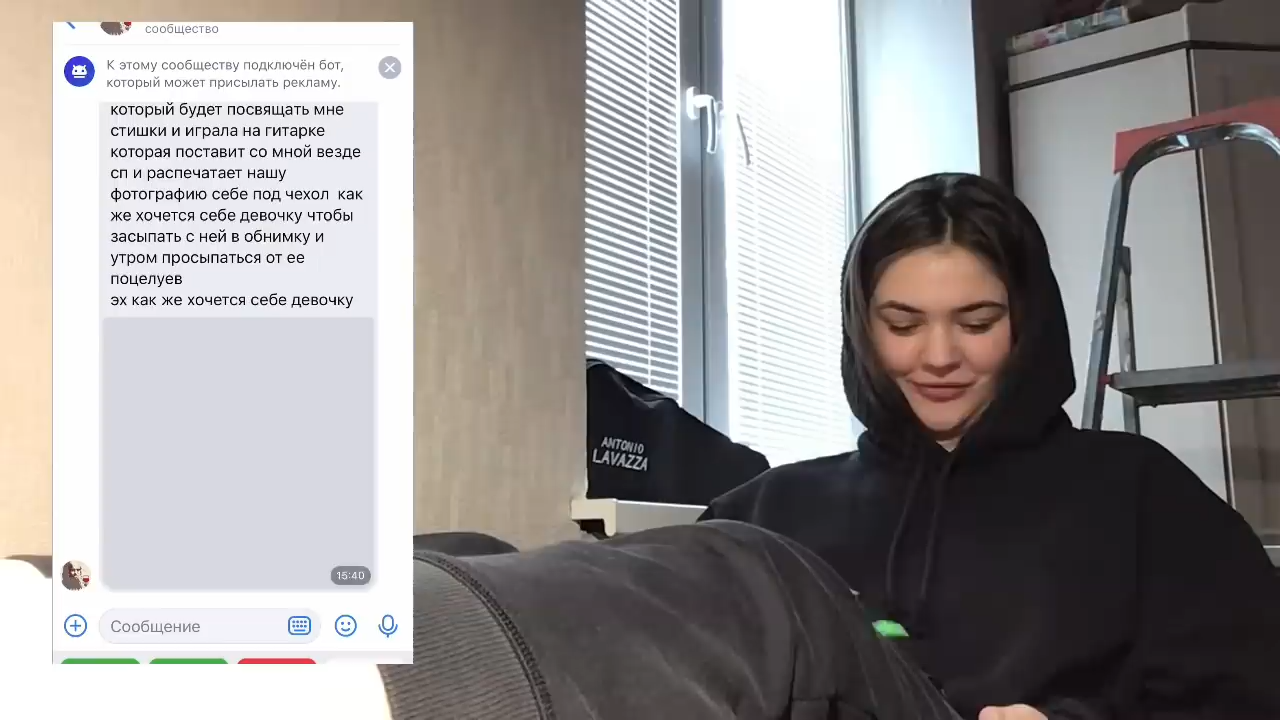 сообщество
К этому сообществу подключён бот,
который может присылать рекламу.
который будет посвящать мне
стишки и играла на гитарке
которая поставит со мной везде
сп и распечатает нашу
фотографию себе под чехол  как
же хочется себе девочку чтобы
засыпать с ней в обнимку и
утром просыпаться от ее
поцелуев
эх как же хочется себе девочку
15:40
Сообщение
ANTONIO
LAVAZZA